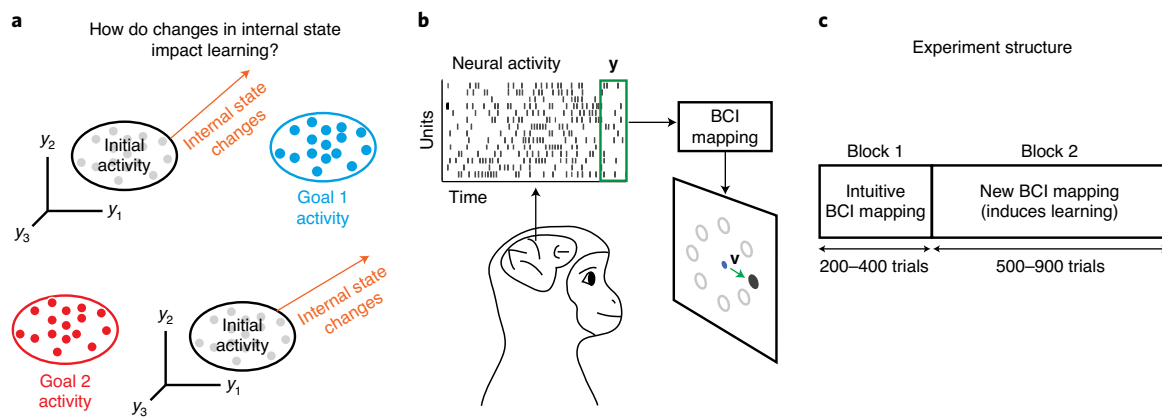 a
How do changes in internal state
impact learning?
Internal state
changes
Initial
activity
y2
y1
y3
Goal 1
activity
Internal state
changes
Initial
activity
y2
y1
y3
Goal 2
activity
b
Neural activity
y
Units
Time
BCI
mapping
v
c
Experiment structure
Block 1
Block 2
Intuitive
BCI mapping
New BCI mapping
(induces learning)
200–400 trials
500–900 trials